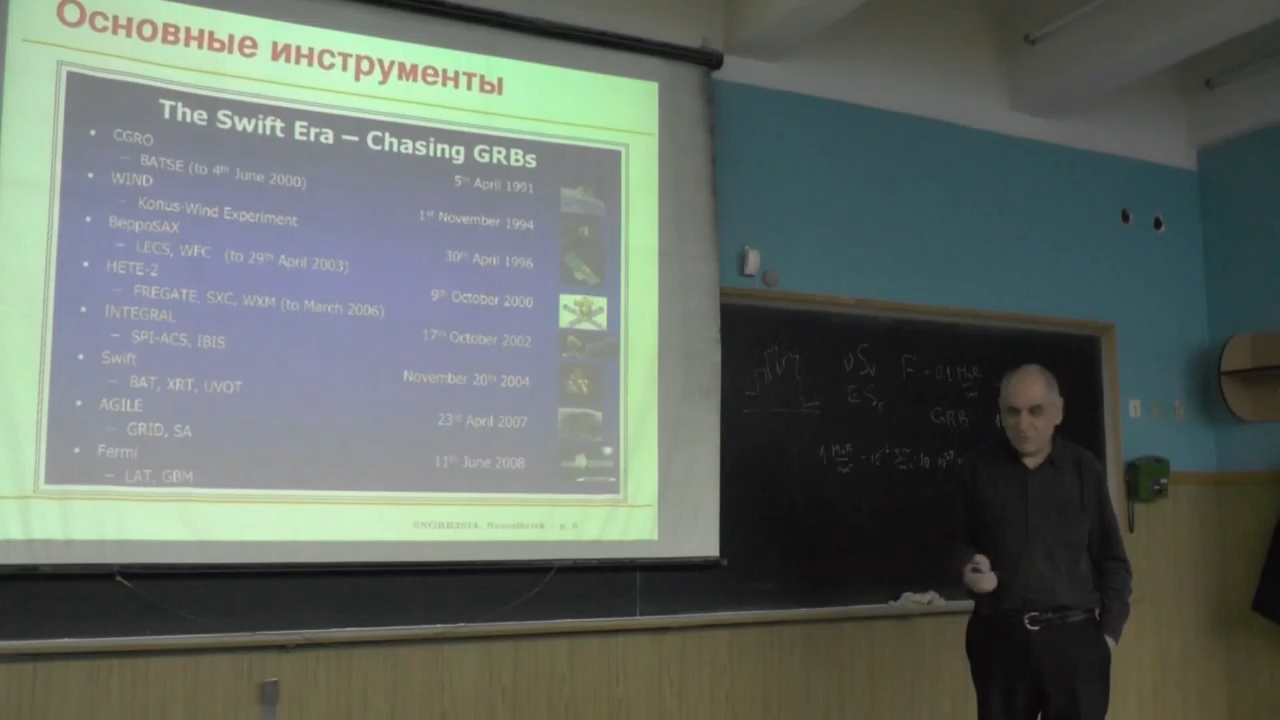 Основные инструменты
The Swift Era – Chasing GRBs
• CGRO
– BATSE (to 4th June 2000) 5th April 1991
• WIND
– Konus-Wind Experiment 1st November 1994
• BeppoSAX
– LECS, WFC (to 29th April 2003) 30th April 1996
• HETE-2
– FREGATE, SXC, WXM (to March 2006) 9th October 2000
• INTEGRAL
– SPI-ACS, IBIS 17th October 2002
• Swift
– BAT, XRT, UVOT November 20th 2004
• AGILE
– GRID, SA 23rd April 2007
• Fermi
– LAT, GBM 11th June 2008
GRB